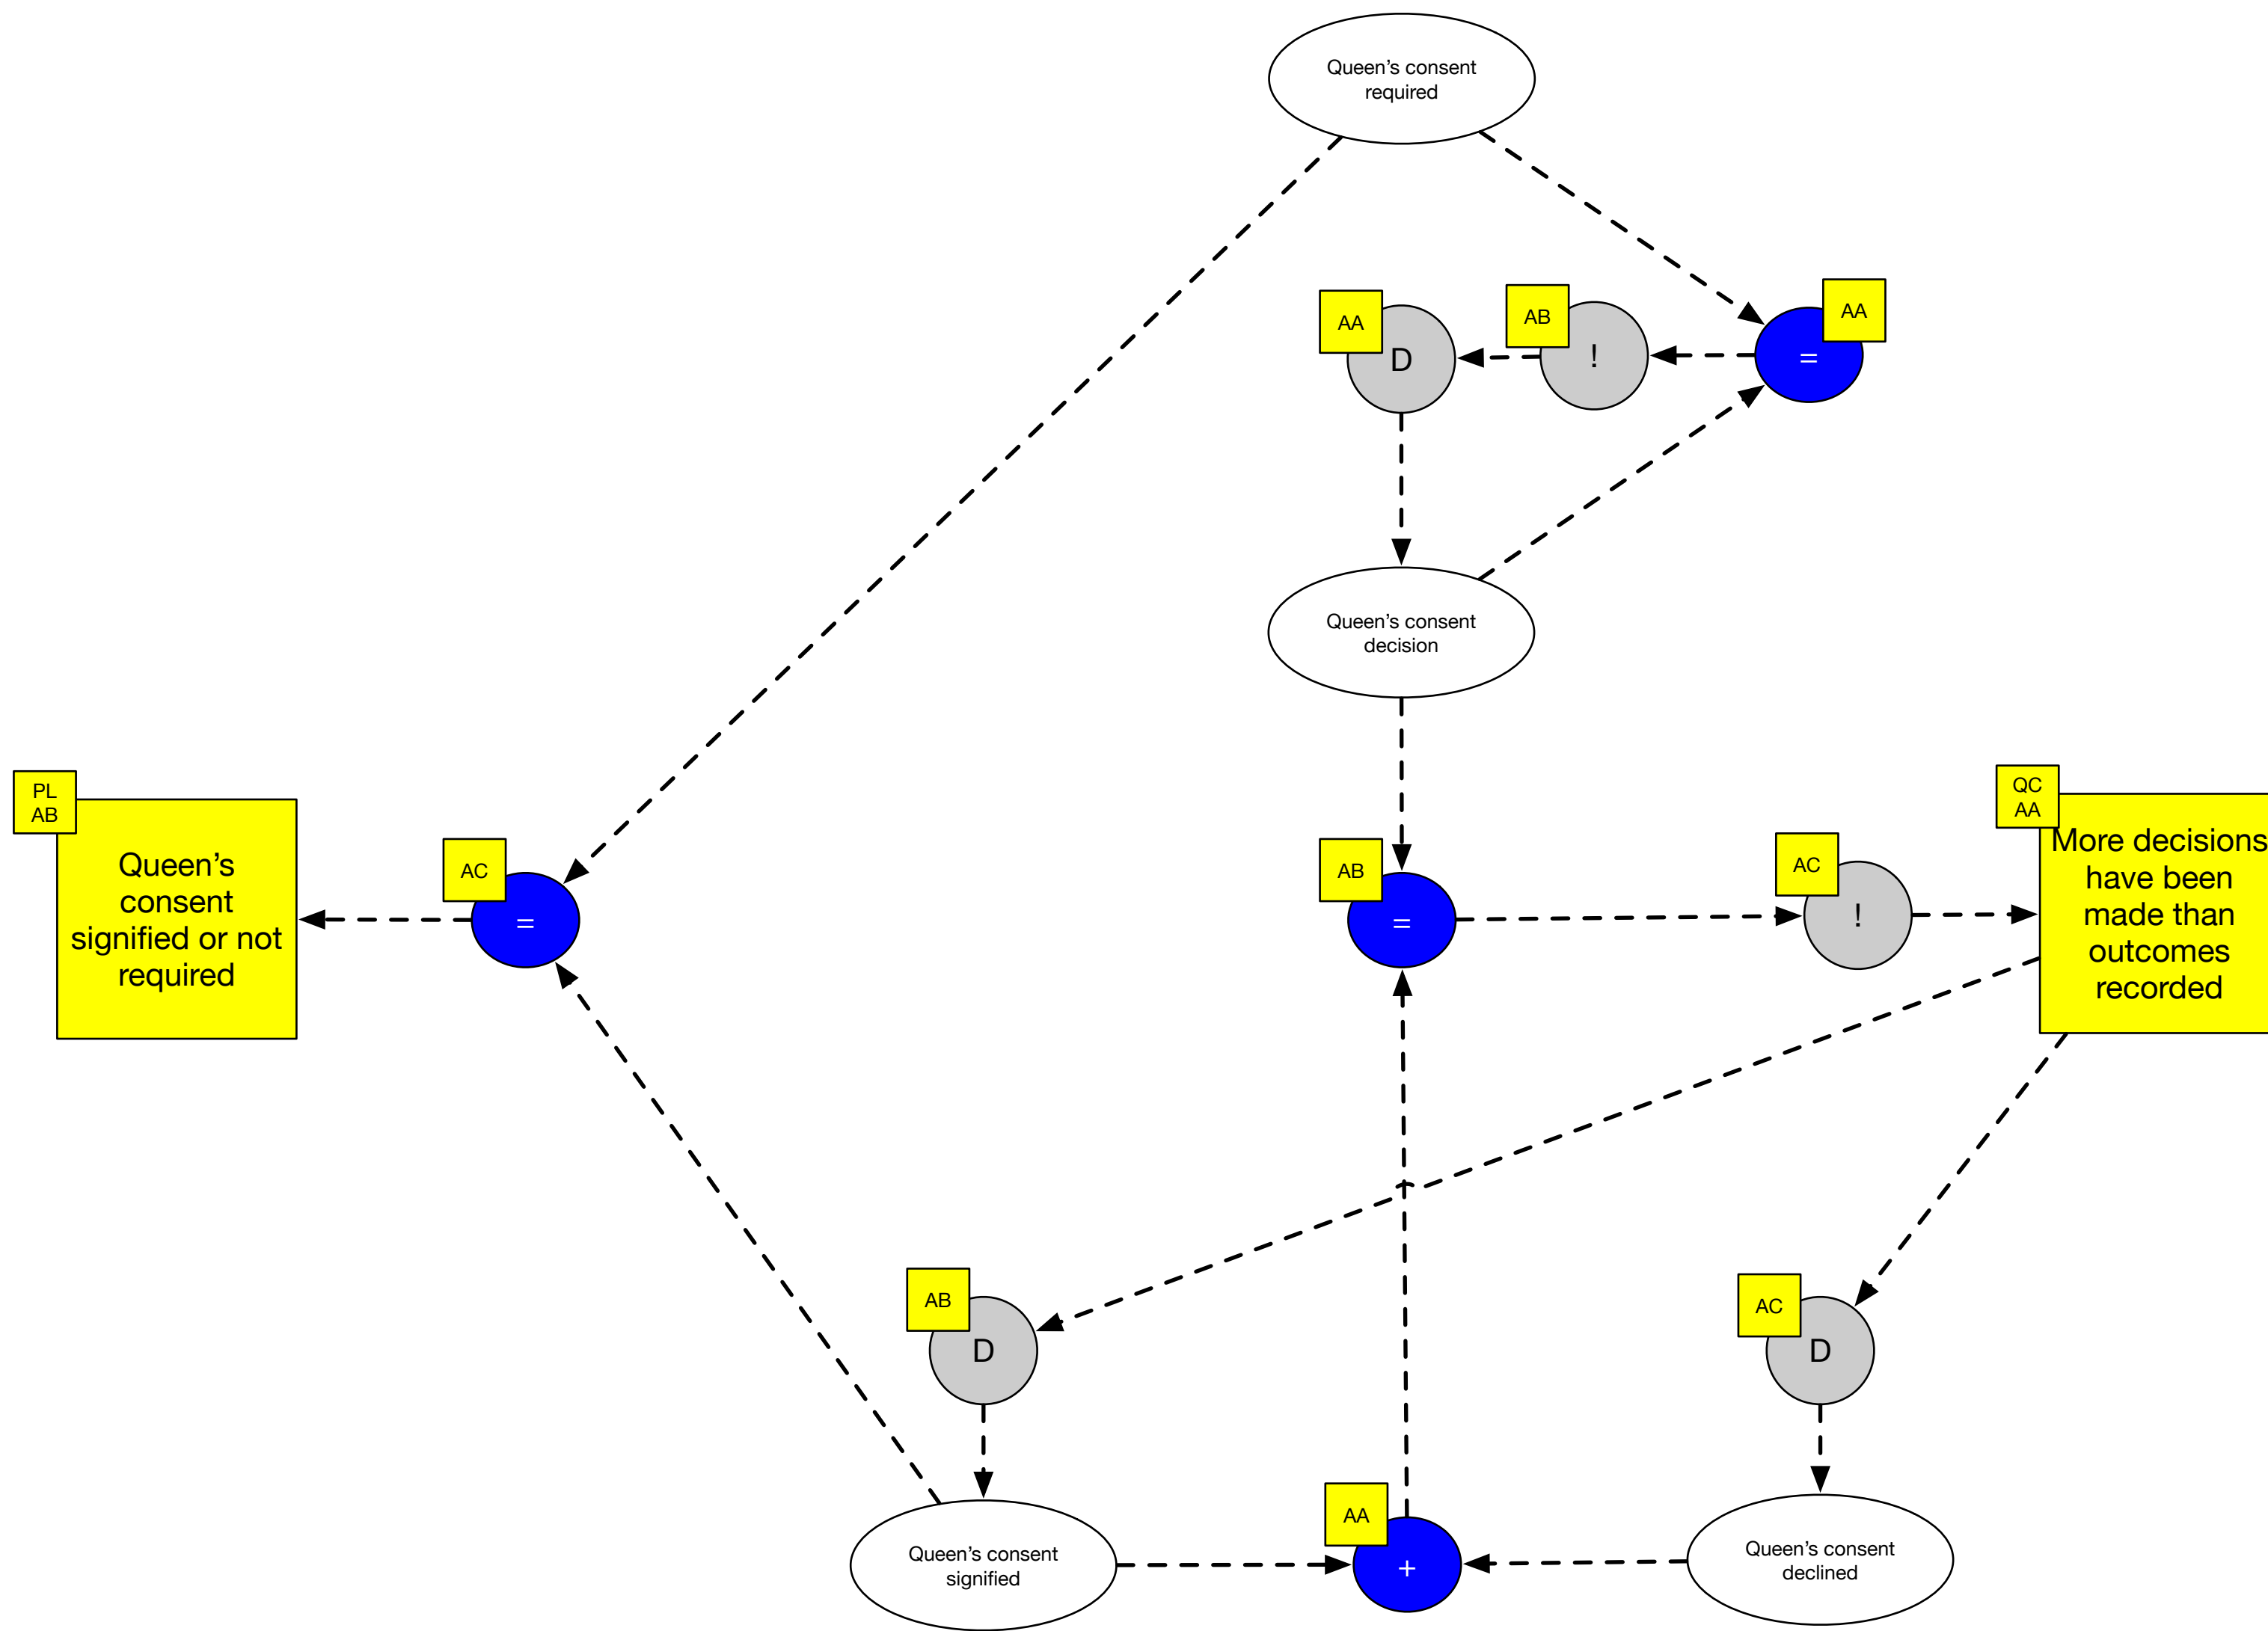 Queen’s consent
required
AA
D
AB
!
AA
=
Queen’s consent
decision
PL
AB
Queen’s
consent
signified or not
required
AC
=
AB
=
AC
!
QC
AA
More decisions
have been
made than
outcomes
recorded
AB
D
AC
D
Queen’s consent
signified
AA
+
Queen’s consent
declined